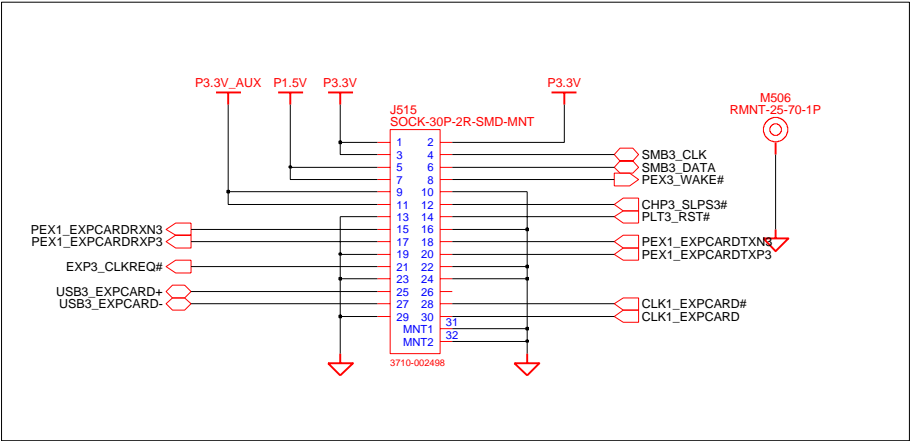 P3.3V_AUX P1.5V P3.3V P3.3V
M506
RMNT-25-70-1P
J515
SOCK-30P-2R-SMD-MNT
1 2
3 4 SMB3_CLK
5 6 SMB3_DATA
7 8 PEX3_WAKE#
9 10
11 12 CHP3_SLPS3#
13 14 PLT3_RST#
PEX1_EXPCARDRXN3 15 16
PEX1_EXPCARDRXP3 17 18 PEX1_EXPCARDTXN3
19 20 PEX1_EXPCARDTXP3
EXP3_CLKREQ# 21 22
23 24
USB3_EXPCARD+ 25 26
USB3_EXPCARD- 27 28 CLK1_EXPCARD#
29 30 CLK1_EXPCARD
MNT1 31
MNT2 32
3710-002498